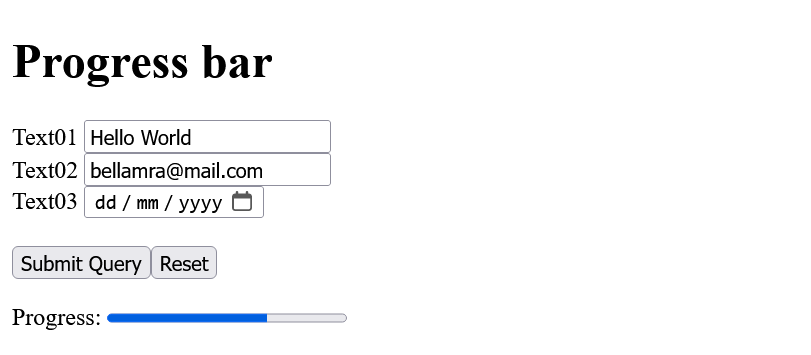 Progress bar
Text01 Hello World
Text02 bellamra@mail.com
Text03 dd / mm / yyyy
Submit Query Reset
Progress: